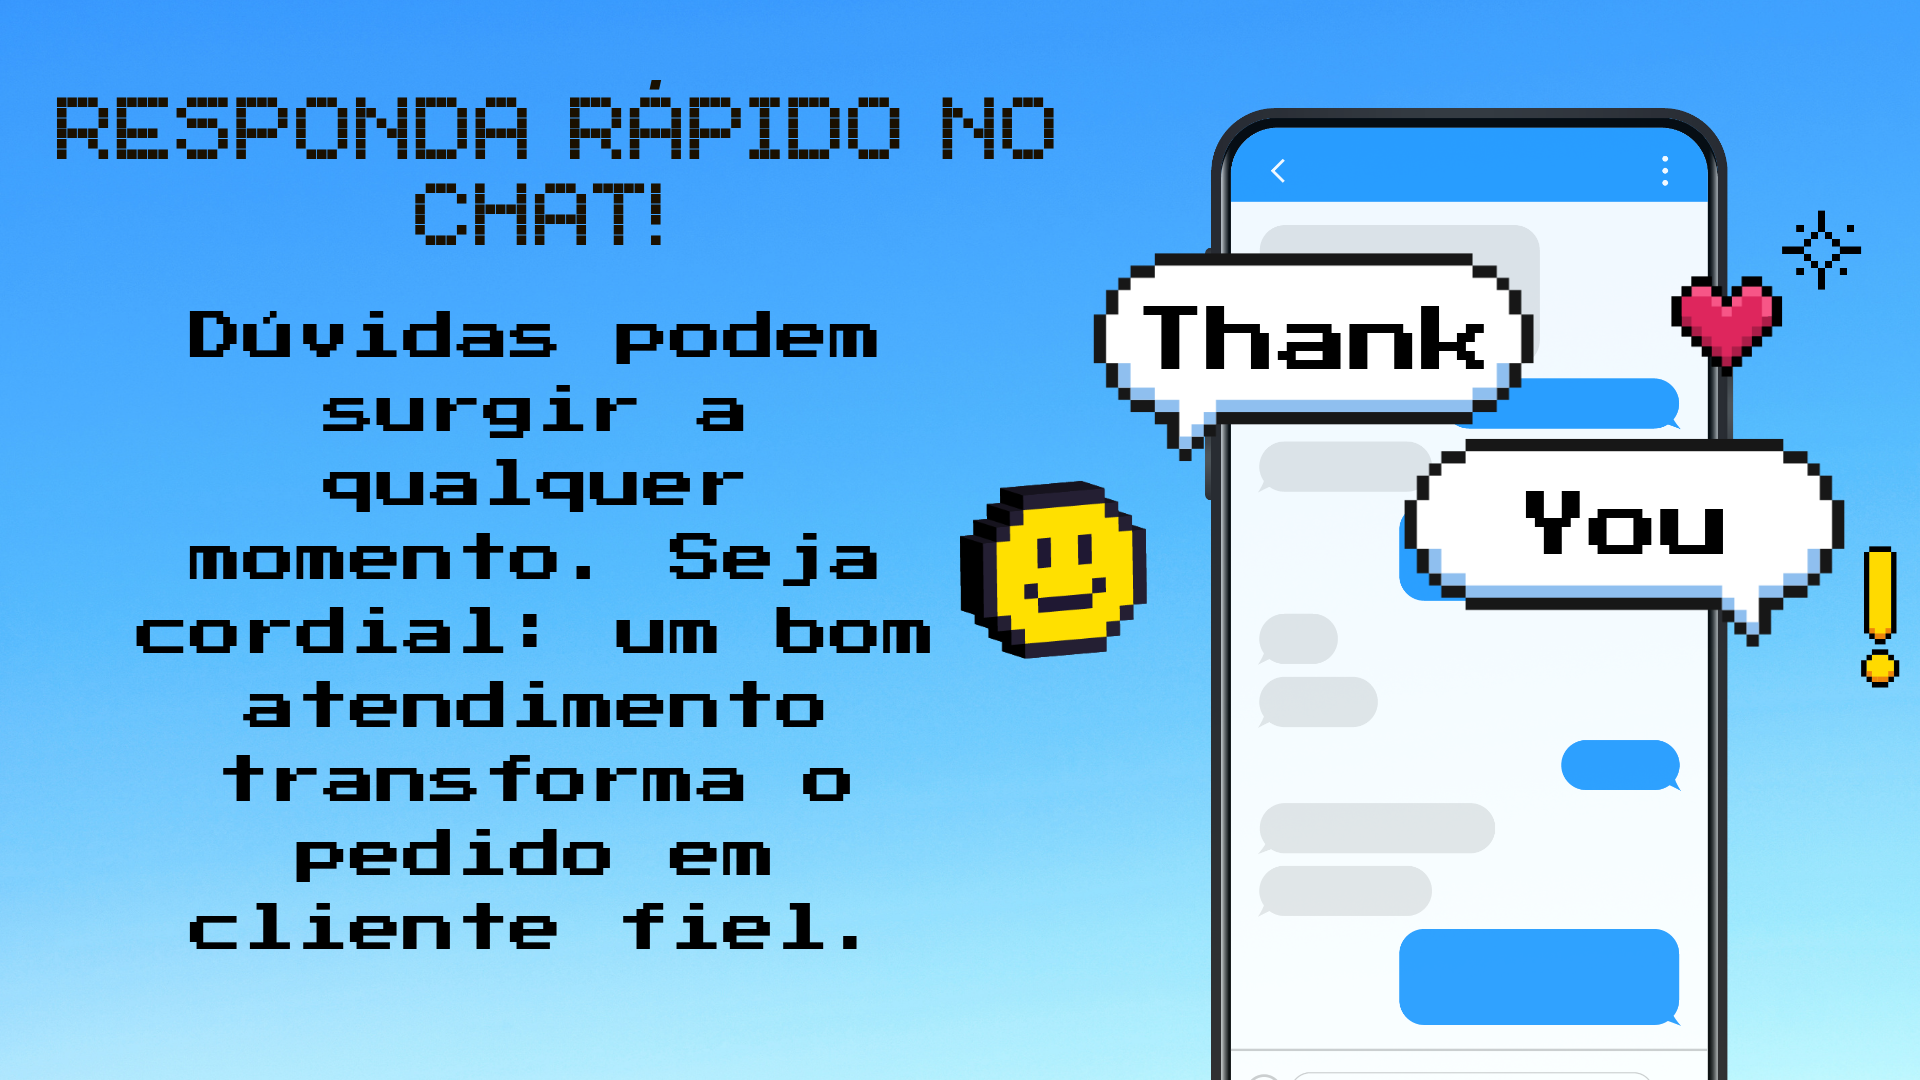 RESPONDA RÁPIDO NO
CHAT!
Dúvidas podem
surgir a
qualquer
momento. Seja
cordial: um bom
atendimento
transforma o
pedido em
cliente fiel.
Thank
You